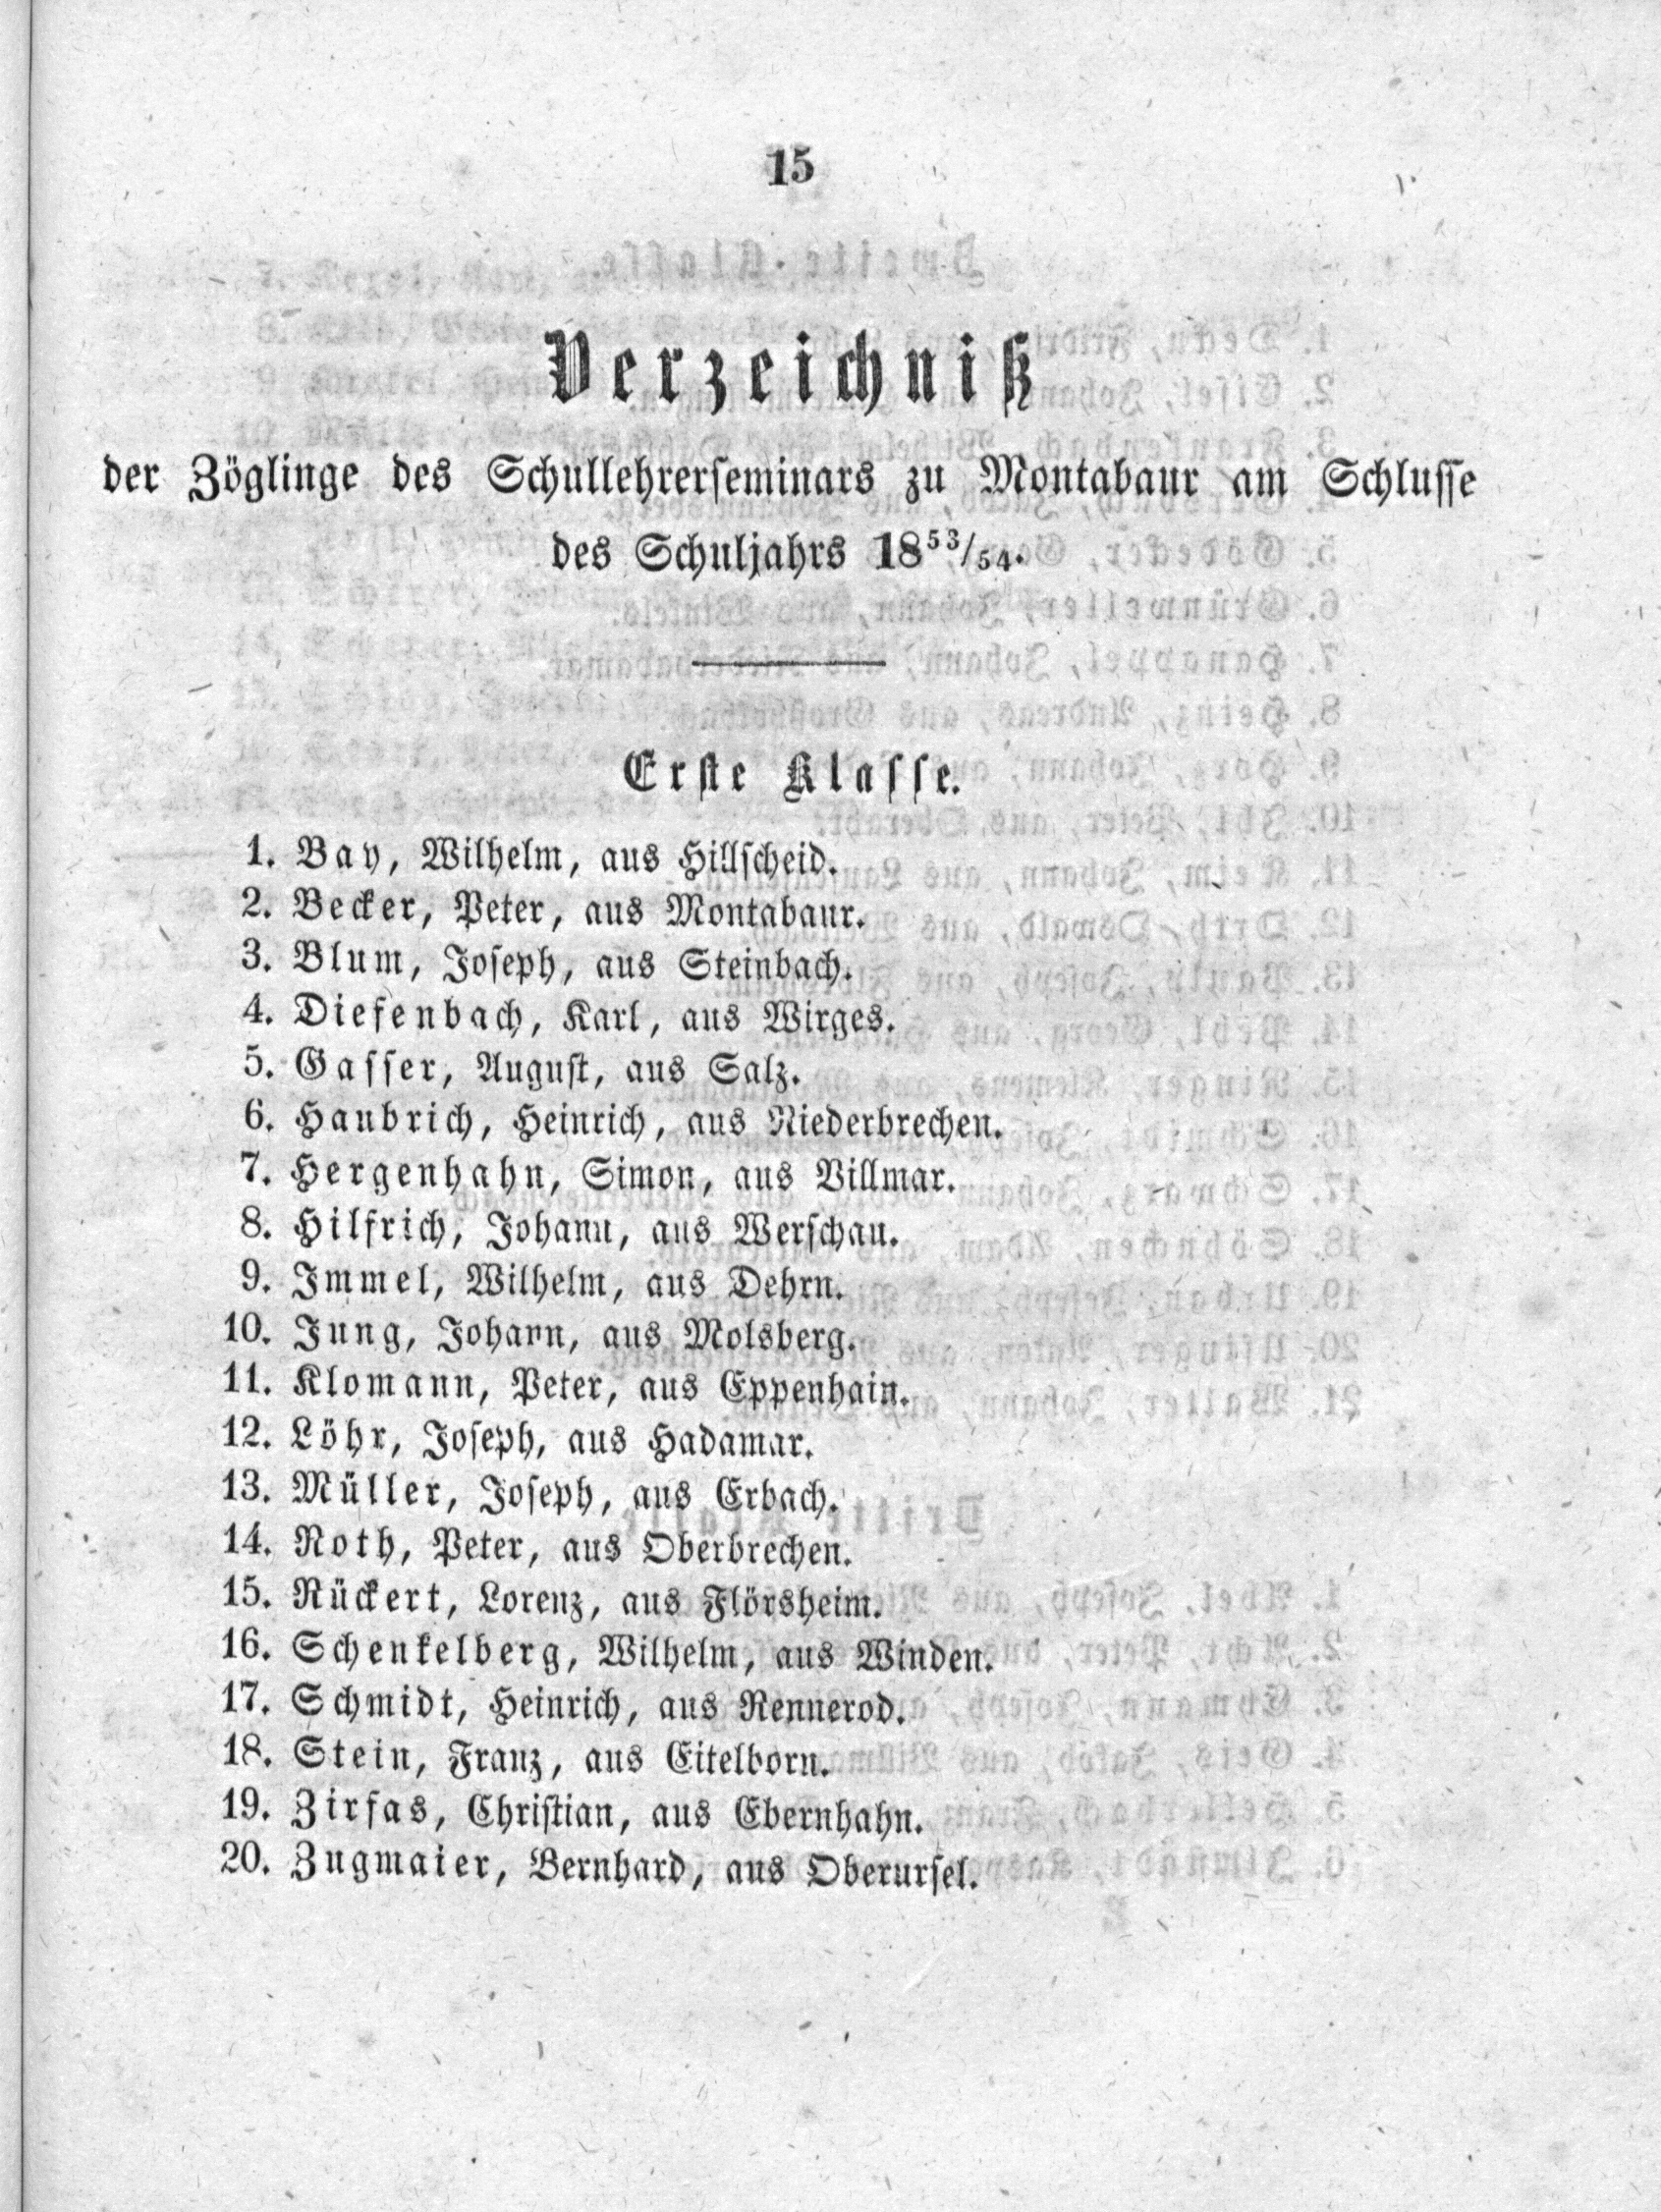 15
Verzeichniß
der Zöglinge des Schullehrerseminars zu Montabaur am Schlusse
des Schuljahrs 18⁵³/₅₄.
Erste Klasse.
1. Bay, Wilhelm, aus Hillscheid.
2. Becker, Peter, aus Montabaur.
3. Blum, Joseph, aus Steinbach.
4. Diefenbach, Karl, aus Wirges.
5. Gasser, August, aus Salz.
6. Haubrich, Heinrich, aus Niederbrechen.
7. Hergenhahn, Simon, aus Villmar.
8. Hilfrich, Johann, aus Werschau.
9. Immel, Wilhelm, aus Dehrn.
10. Jung, Johann, aus Molsberg.
11. Klomann, Peter, aus Eppenhain.
12. Löhr, Joseph, aus Hadamar.
13. Müller, Joseph, aus Erbach.
14. Roth, Peter, aus Oberbrechen.
15. Rückert, Lorenz, aus Flörsheim.
16. Schenkelberg, Wilhelm, aus Winden.
17. Schmidt, Heinrich, aus Rennerod.
18. Stein, Franz, aus Eitelborn.
19. Zirfas, Christian, aus Ebernhahn.
20. Zugmaier, Bernhard, aus Oberursel.